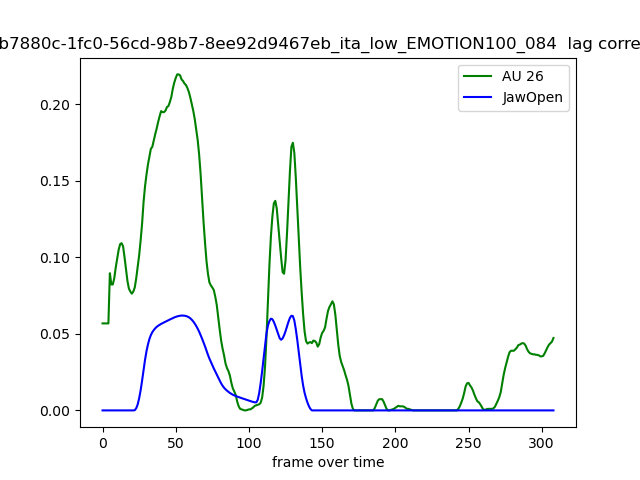 b7880c-1fc0-56cd-98b7-8ee92d9467eb_ita_low_EMOTION100_084 lag corre
AU 26
JawOpen
0.20
0.15
0.10
0.05
0.00
0 50 100 150 200 250 300
frame over time